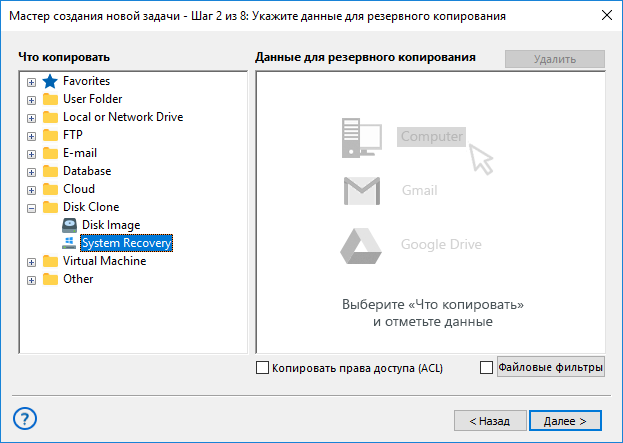 Мастер создания новой задачи - Шаг 2 из 8: Укажите данные для резервного копирования
Что копировать
Данные для резервного копирования
Удалить
Favorites
User Folder
Local or Network Drive
FTP
E-mail
Database
Cloud
Disk Clone
Disk Image
System Recovery
Virtual Machine
Other
Computer
Gmail
Google Drive
Выберите «Что копировать»
и отметьте данные
Копировать права доступа (ACL)
Файловые фильтры
?
< Назад
Далее >